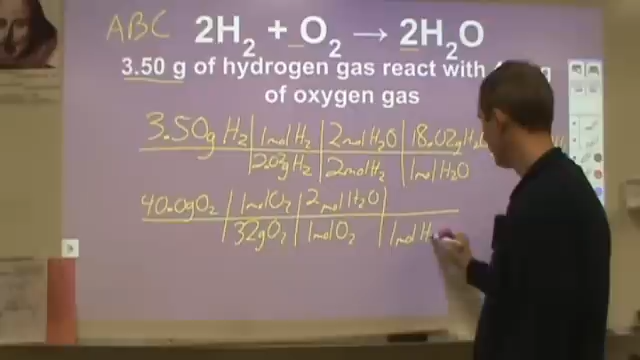 ABC 2H₂ + _O₂ → 2H₂O
3.50 g of hydrogen gas react with
of oxygen gas
3.50g H₂ | 1mol H₂ | 2mol H₂O | 18.02g H₂O
2.02g H₂ | 2mol H₂ | 1mol H₂O
40.0g O₂ | 1mol O₂ | 2mol H₂O
32g O₂ | 1mol O₂ | 1mol H